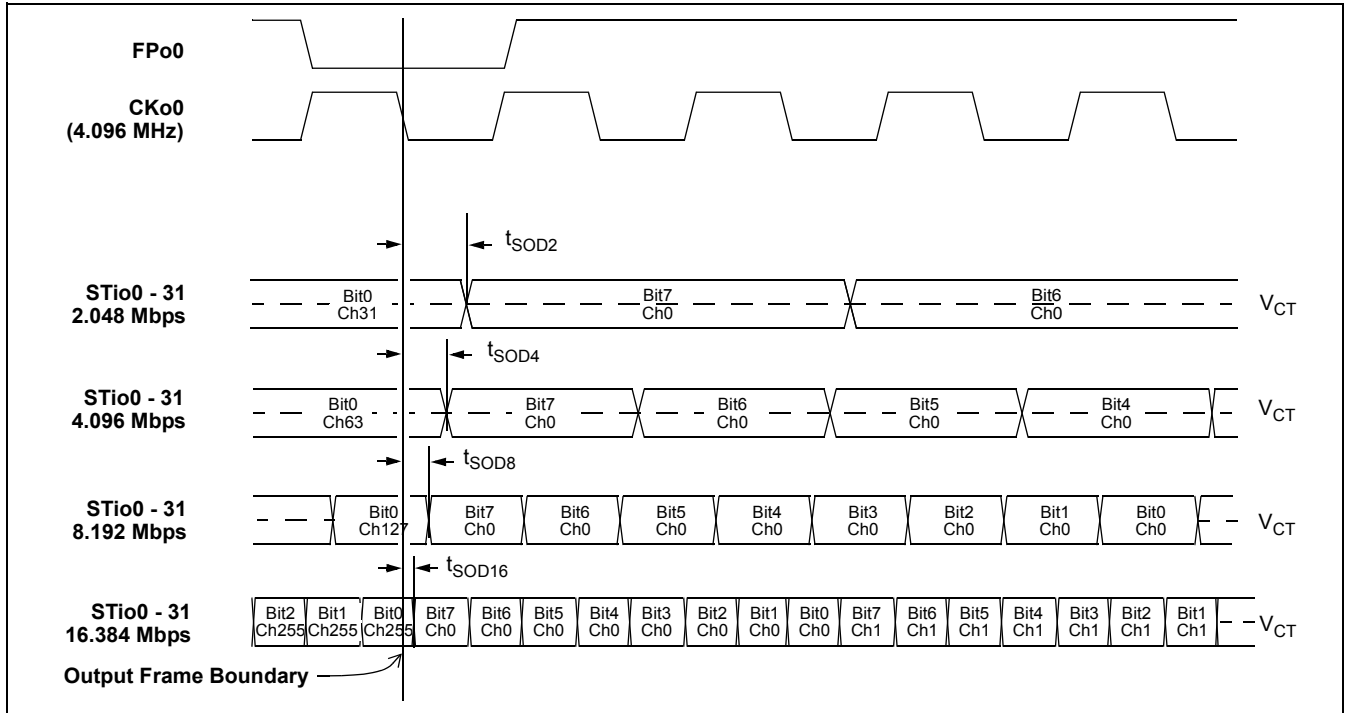 FPo0
CKo0
(4.096 MHz)
tSOD2
STio0 - 31
2.048 Mbps
Bit0
Ch31
Bit7
Ch0
Bit6
Ch0
VCT
tSOD4
STio0 - 31
4.096 Mbps
Bit0
Ch63
Bit7
Ch0
Bit6
Ch0
Bit5
Ch0
Bit4
Ch0
VCT
tSOD8
STio0 - 31
8.192 Mbps
Bit0
Ch127
Bit7
Ch0
Bit6
Ch0
Bit5
Ch0
Bit4
Ch0
Bit3
Ch0
Bit2
Ch0
Bit1
Ch0
Bit0
Ch0
VCT
tSOD16
STio0 - 31
16.384 Mbps
Bit2
Ch255
Bit1
Ch255
Bit0
Ch255
Bit7
Ch0
Bit6
Ch0
Bit5
Ch0
Bit4
Ch0
Bit3
Ch0
Bit2
Ch0
Bit1
Ch0
Bit0
Ch0
Bit7
Ch1
Bit6
Ch1
Bit5
Ch1
Bit4
Ch1
Bit3
Ch1
Bit2
Ch1
Bit1
Ch1
VCT
Output Frame Boundary